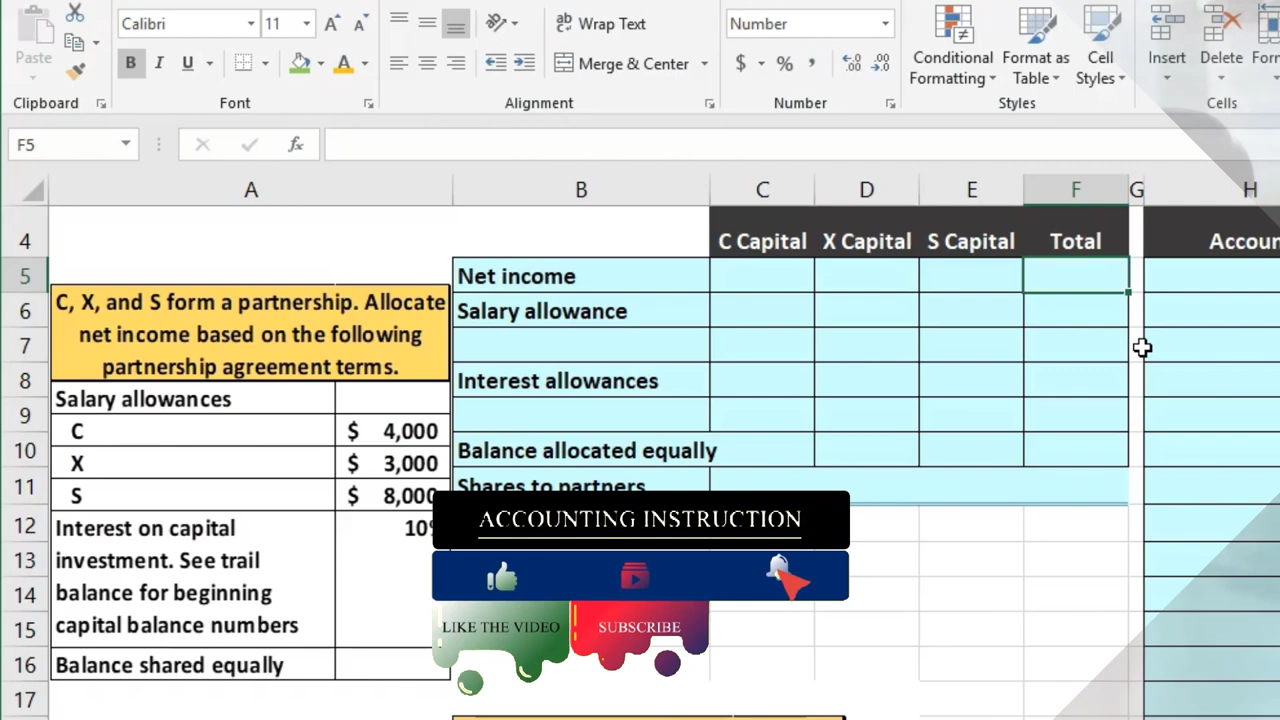 Calibri
11
Wrap Text
Number
Paste
B I U
Merge & Center
$ % ,
Conditional Formatting
Format as Table
Cell Styles
Insert
Delete
Clipboard
Font
Alignment
Number
Styles
Cells
F5
fx
A B C D E F G H
4 C Capital X Capital S Capital Total
5 Net income
C, X, and S form a partnership. Allocate
net income based on the following
partnership agreement terms.
6 Salary allowance
7
8 Interest allowances
Salary allowances
9
C $ 4,000
10 Balance allocated equally
X $ 3,000
11 Shares to partners
S $ 8,000
12 Interest on capital 10%
13 investment. See trail
14 balance for beginning
15 capital balance numbers
16 Balance shared equally
17
ACCOUNTING INSTRUCTION
LIKE THE VIDEO
SUBSCRIBE